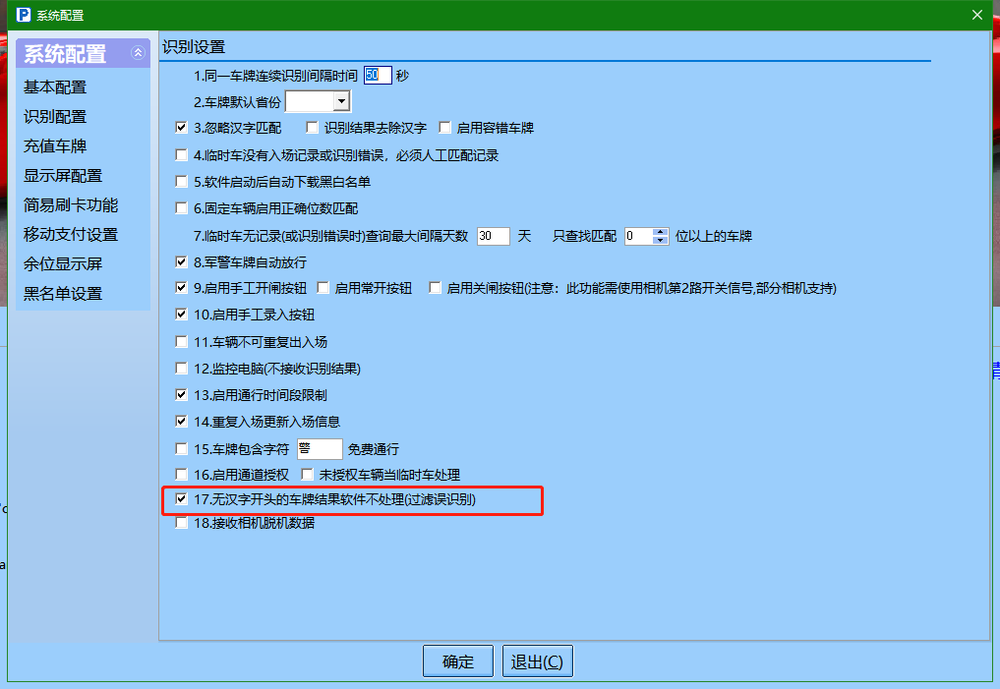 系统配置
系统配置
基本配置
识别配置
充值车牌
显示屏配置
简易刷卡功能
移动支付设置
余位显示屏
黑名单设置
识别设置
1.同一车牌连续识别间隔时间 50 秒
2.车牌默认省份
3.忽略汉字匹配 识别结果去除汉字 启用容错车牌
4.临时车没有入场记录或识别错误，必须人工匹配记录
5.软件启动后自动下载黑白名单
6.固定车辆启用正确位数匹配
7.临时车无记录(或识别错误时)查询最大间隔天数 30 天 只查找匹配 0 位以上的车牌
8.军警车牌自动放行
9.启用手工开闸按钮 启用常开按钮 启用关闸按钮(注意：此功能需使用相机第2路开关信号,部分相机支持)
10.启用手工录入按钮
11.车辆不可重复出入场
12.监控电脑(不接收识别结果)
13.启用通行时间段限制
14.重复入场更新入场信息
15.车牌包含字符 警 免费通行
16.启用通道授权 未授权车辆当临时车处理
17.无汉字开头的车牌结果软件不处理(过滤误识别)
18.接收相机脱机数据
确定 退出(C)